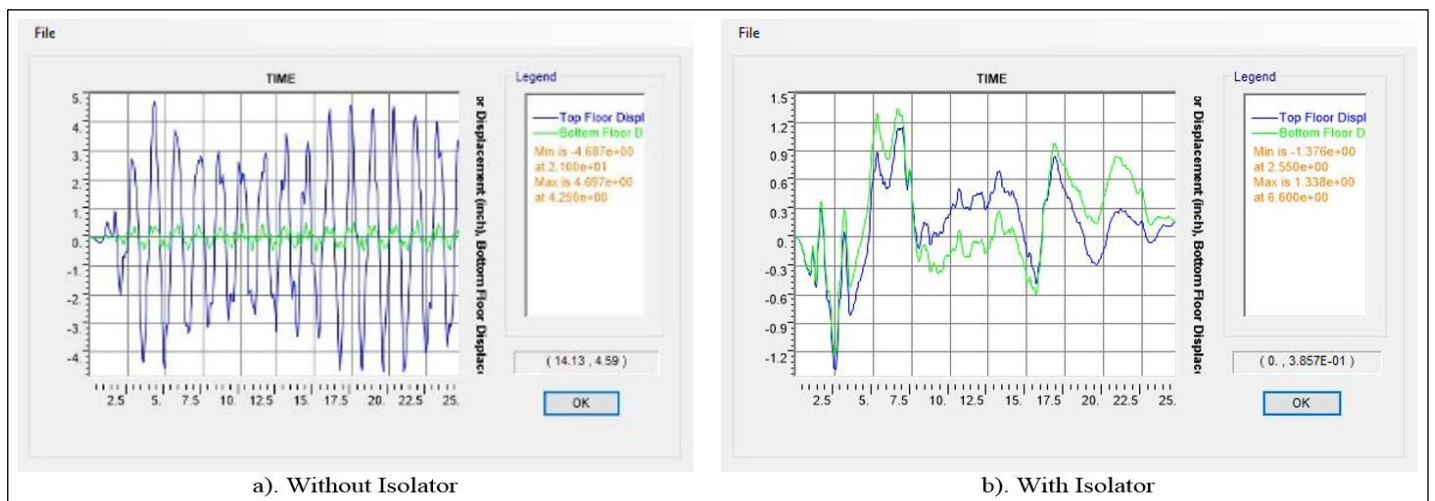 File
TIME
5.
4.
3.
2.
1.
0.
-1.
-2.
-3.
-4.
2.5 5. 7.5 10. 12.5 15. 17.5 20. 22.5 25.
or Displacement (inch), Bottom Floor Displac
Legend
Top Floor Displ
Bottom Floor D
Min is -4.687e+00
at 2.100e+01
Max is 4.697e+00
at 4.250e+00
( 14.13 , 4.59 )
OK
a). Without Isolator
File
TIME
1.5
1.2
0.9
0.6
0.3
0.
-0.3
-0.6
-0.9
-1.2
2.5 5. 7.5 10. 12.5 15. 17.5 20. 22.5 25.
or Displacement (inch), Bottom Floor Displac
Legend
Top Floor Displ
Bottom Floor D
Min is -1.376e+00
at 2.550e+00
Max is 1.338e+00
at 6.600e+00
( 0. , 3.857E-01 )
OK
b). With Isolator